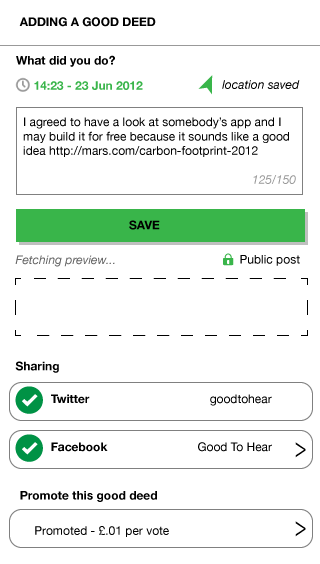 ADDING A GOOD DEED
What did you do?
14:23 - 23 Jun 2012 location saved
I agreed to have a look at somebody's app and I
may build it for free because it sounds like a good
idea http://mars.com/carbon-footprint-2012
125/150
SAVE
Fetching preview... Public post
Sharing
Twitter goodtohear
Facebook Good To Hear
Promote this good deed
Promoted - £.01 per vote